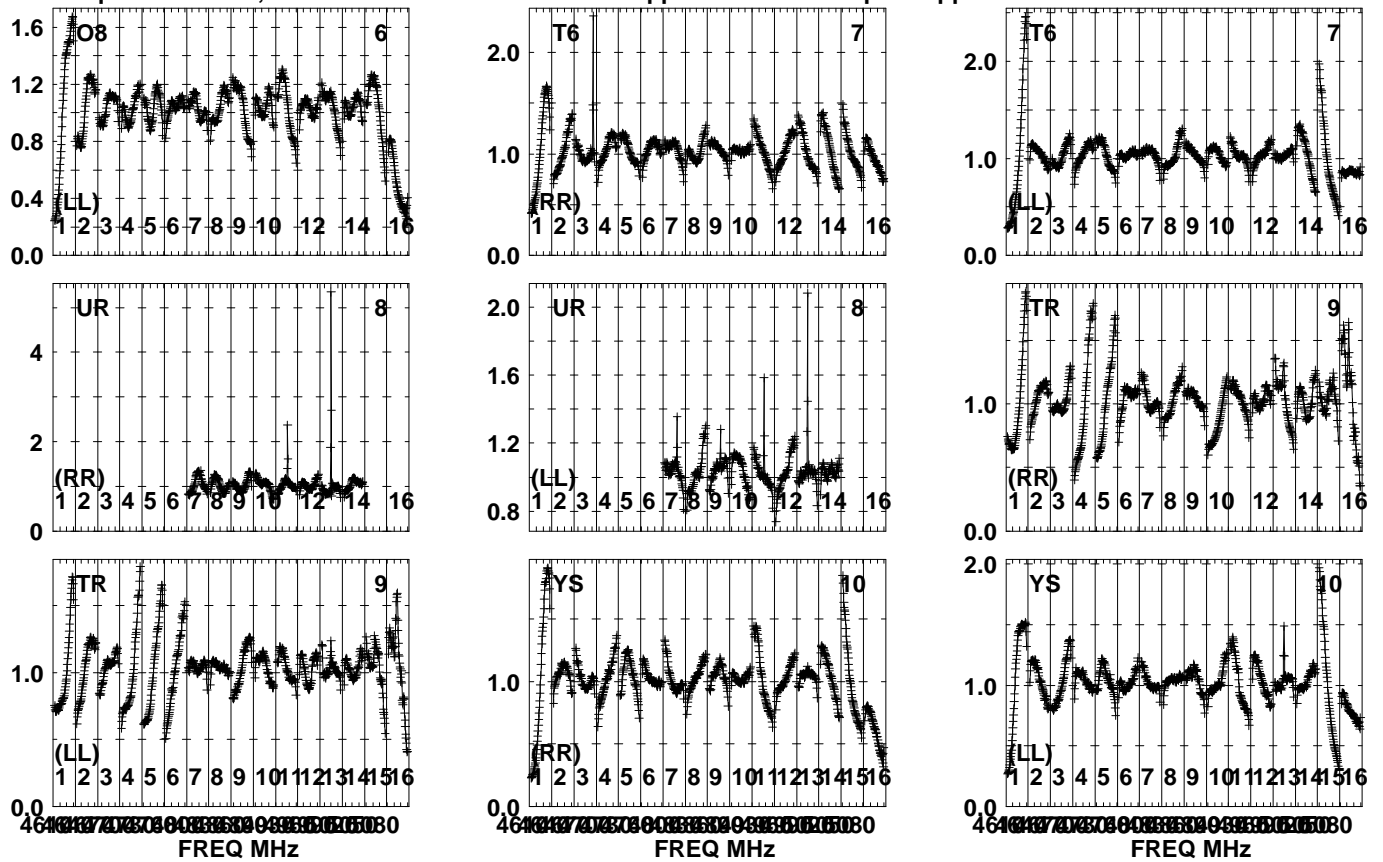 1.6
O8 6
1.2
0.8
0.4
(LL)
1 2 3 4 5 6 7 8 9 10 12 14 16
0.0
T6 7
2.0
1.0
(RR)
1 2 3 4 5 6 7 8 9 10 12 14 16
0.0
T6 7
2.0
1.0
(LL)
1 2 3 4 5 6 7 8 9 10 12 14 16
0.0
UR 8
4
2
(RR)
1 2 3 4 5 6 7 8 9 10 12 14 16
0
UR 8
2.0
1.6
1.2
(LL)
1.0
0.8
1 2 3 4 5 6 7 8 9 10 12 14 16
TR 9
1.0
(RR)
1 2 3 4 5 6 7 8 9 10 12 14 16
0.0
TR 9
1.0
(LL)
1 2 3 4 5 6 7 8 9 10 11 12 13 14 15 16
0.0
FREQ MHz
YS 10
1.0
(RR)
1 2 3 4 5 6 7 8 9 10 11 12 13 14 15 16
0.0
FREQ MHz
YS 10
2.0
1.0
(LL)
1 2 3 4 5 6 7 8 9 10 11 12 13 14 15 16
0.0
FREQ MHz